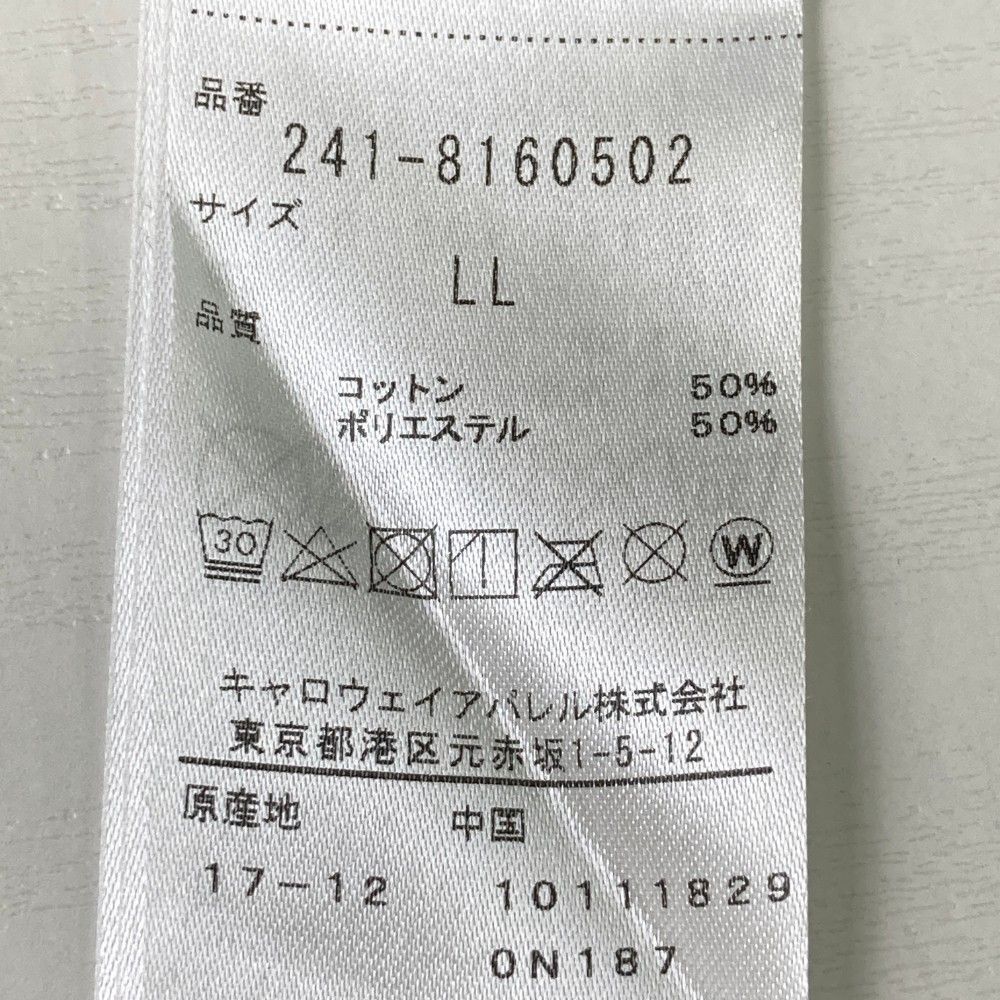 品番
241-8160502
サイズ
LL
品質
コットン 50%
ポリエステル 50%
30 W
キャロウェイアパレル株式会社
東京都港区元赤坂1-5-12
原産地 中国
17-12 10111829
0N187